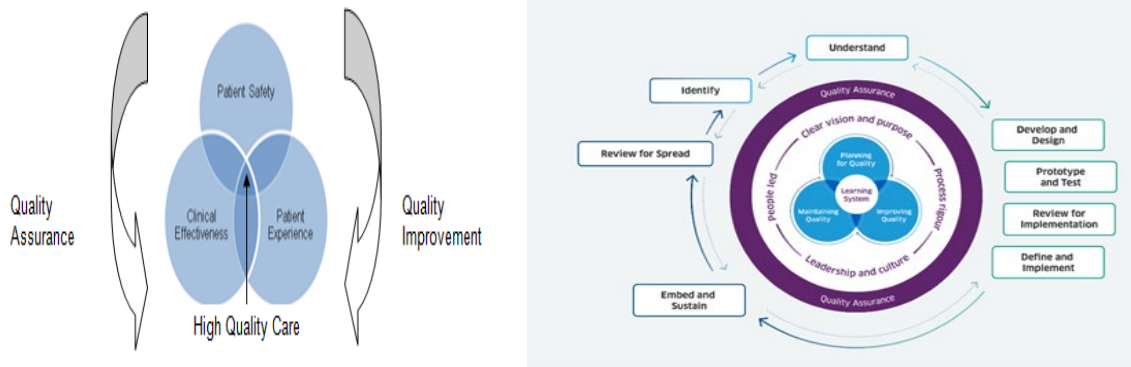 Patient Safety
Clinical
Effectiveness
Patient
Experience
Quality
Assurance
Quality
Improvement
High Quality Care
Understand
Identify
Review for Spread
Embed and
Sustain
Develop and
Design
Prototype
and Test
Review for
Implementation
Define and
Implement
Quality Assurance
Clear vision and purpose
People led
Process rigour
Planning
for Quality
Learning
System
Maintaining
Quality
Improving
Quality
Leadership and culture
Quality Assurance